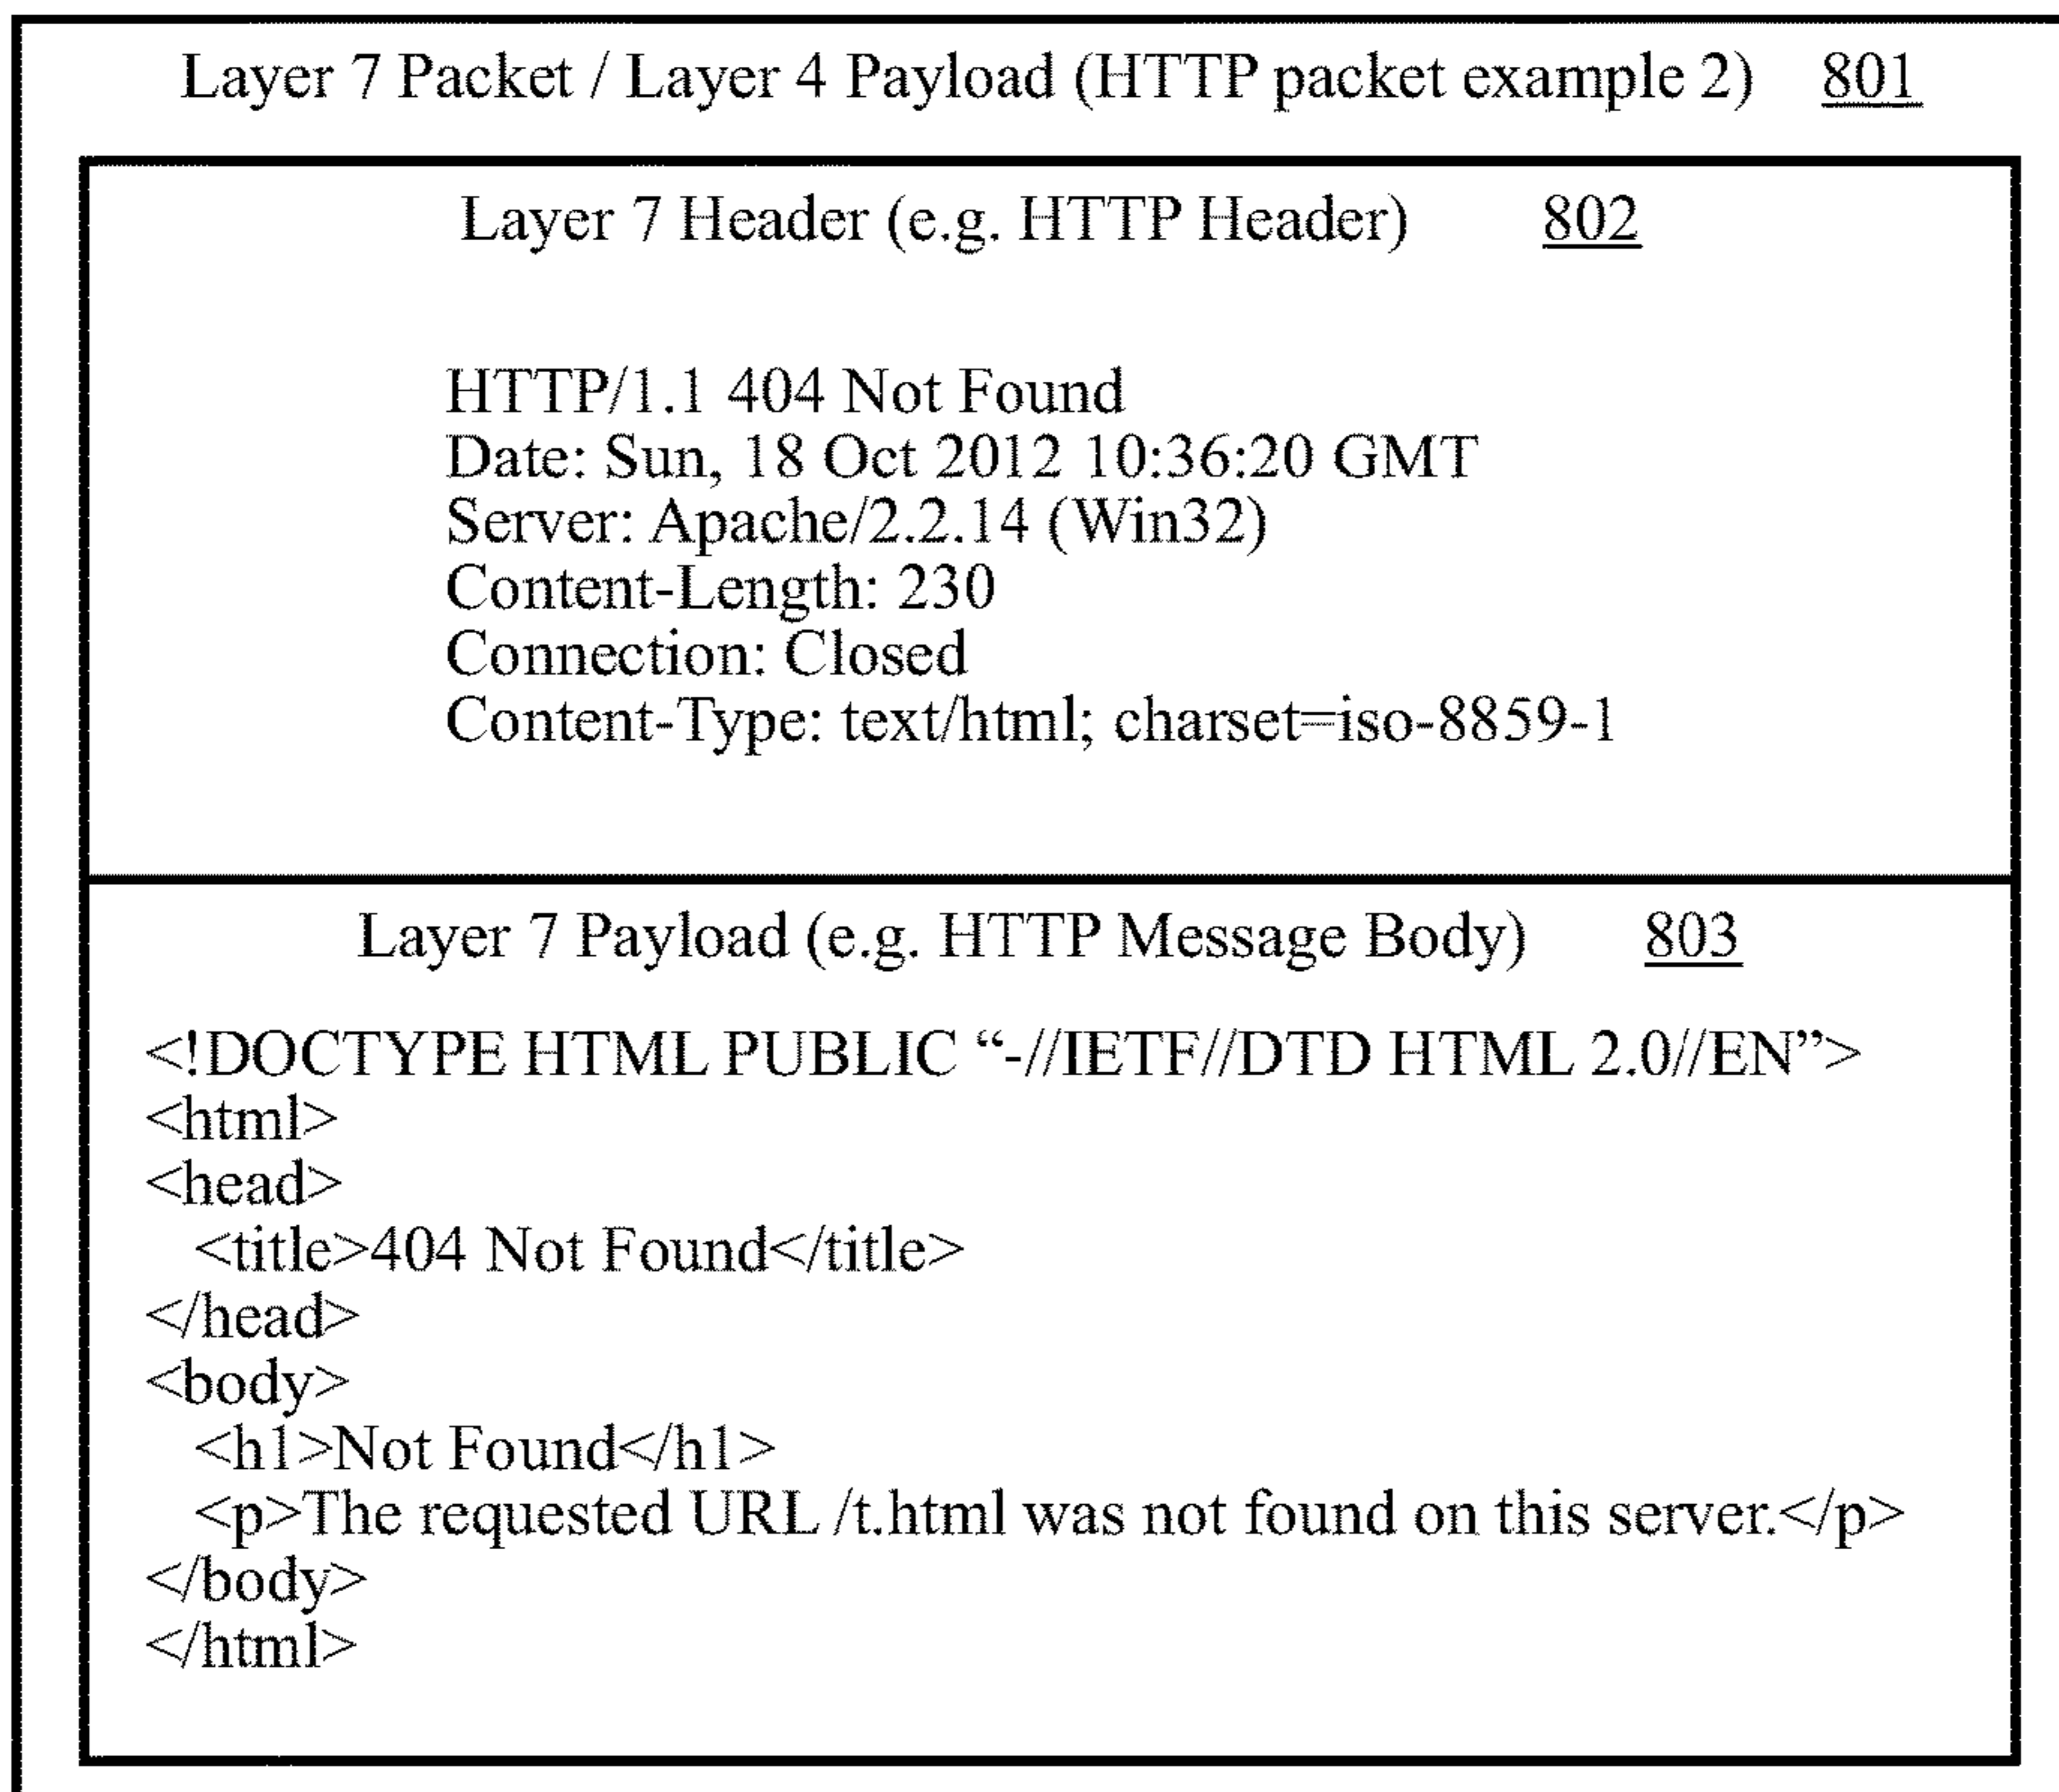 Layer 7 Packet / Layer 4 Payload (HTTP packet example 2) 801
Layer 7 Header (e.g. HTTP Header) 802
HTTP/1.1 404 Not Found
Date: Sun, 18 Oct 2012 10:36:20 GMT
Server: Apache/2.2.14 (Win32)
Content-Length: 230
Connection: Closed
Content-Type: text/html; charset=iso-8859-1
Layer 7 Payload (e.g. HTTP Message Body) 803
<!DOCTYPE HTML PUBLIC “-//IETF//DTD HTML 2.0//EN”>
<html>
<head>
<title>404 Not Found</title>
</head>
<body>
<h1>Not Found</h1>
<p>The requested URL /t.html was not found on this server.</p>
</body>
</html>